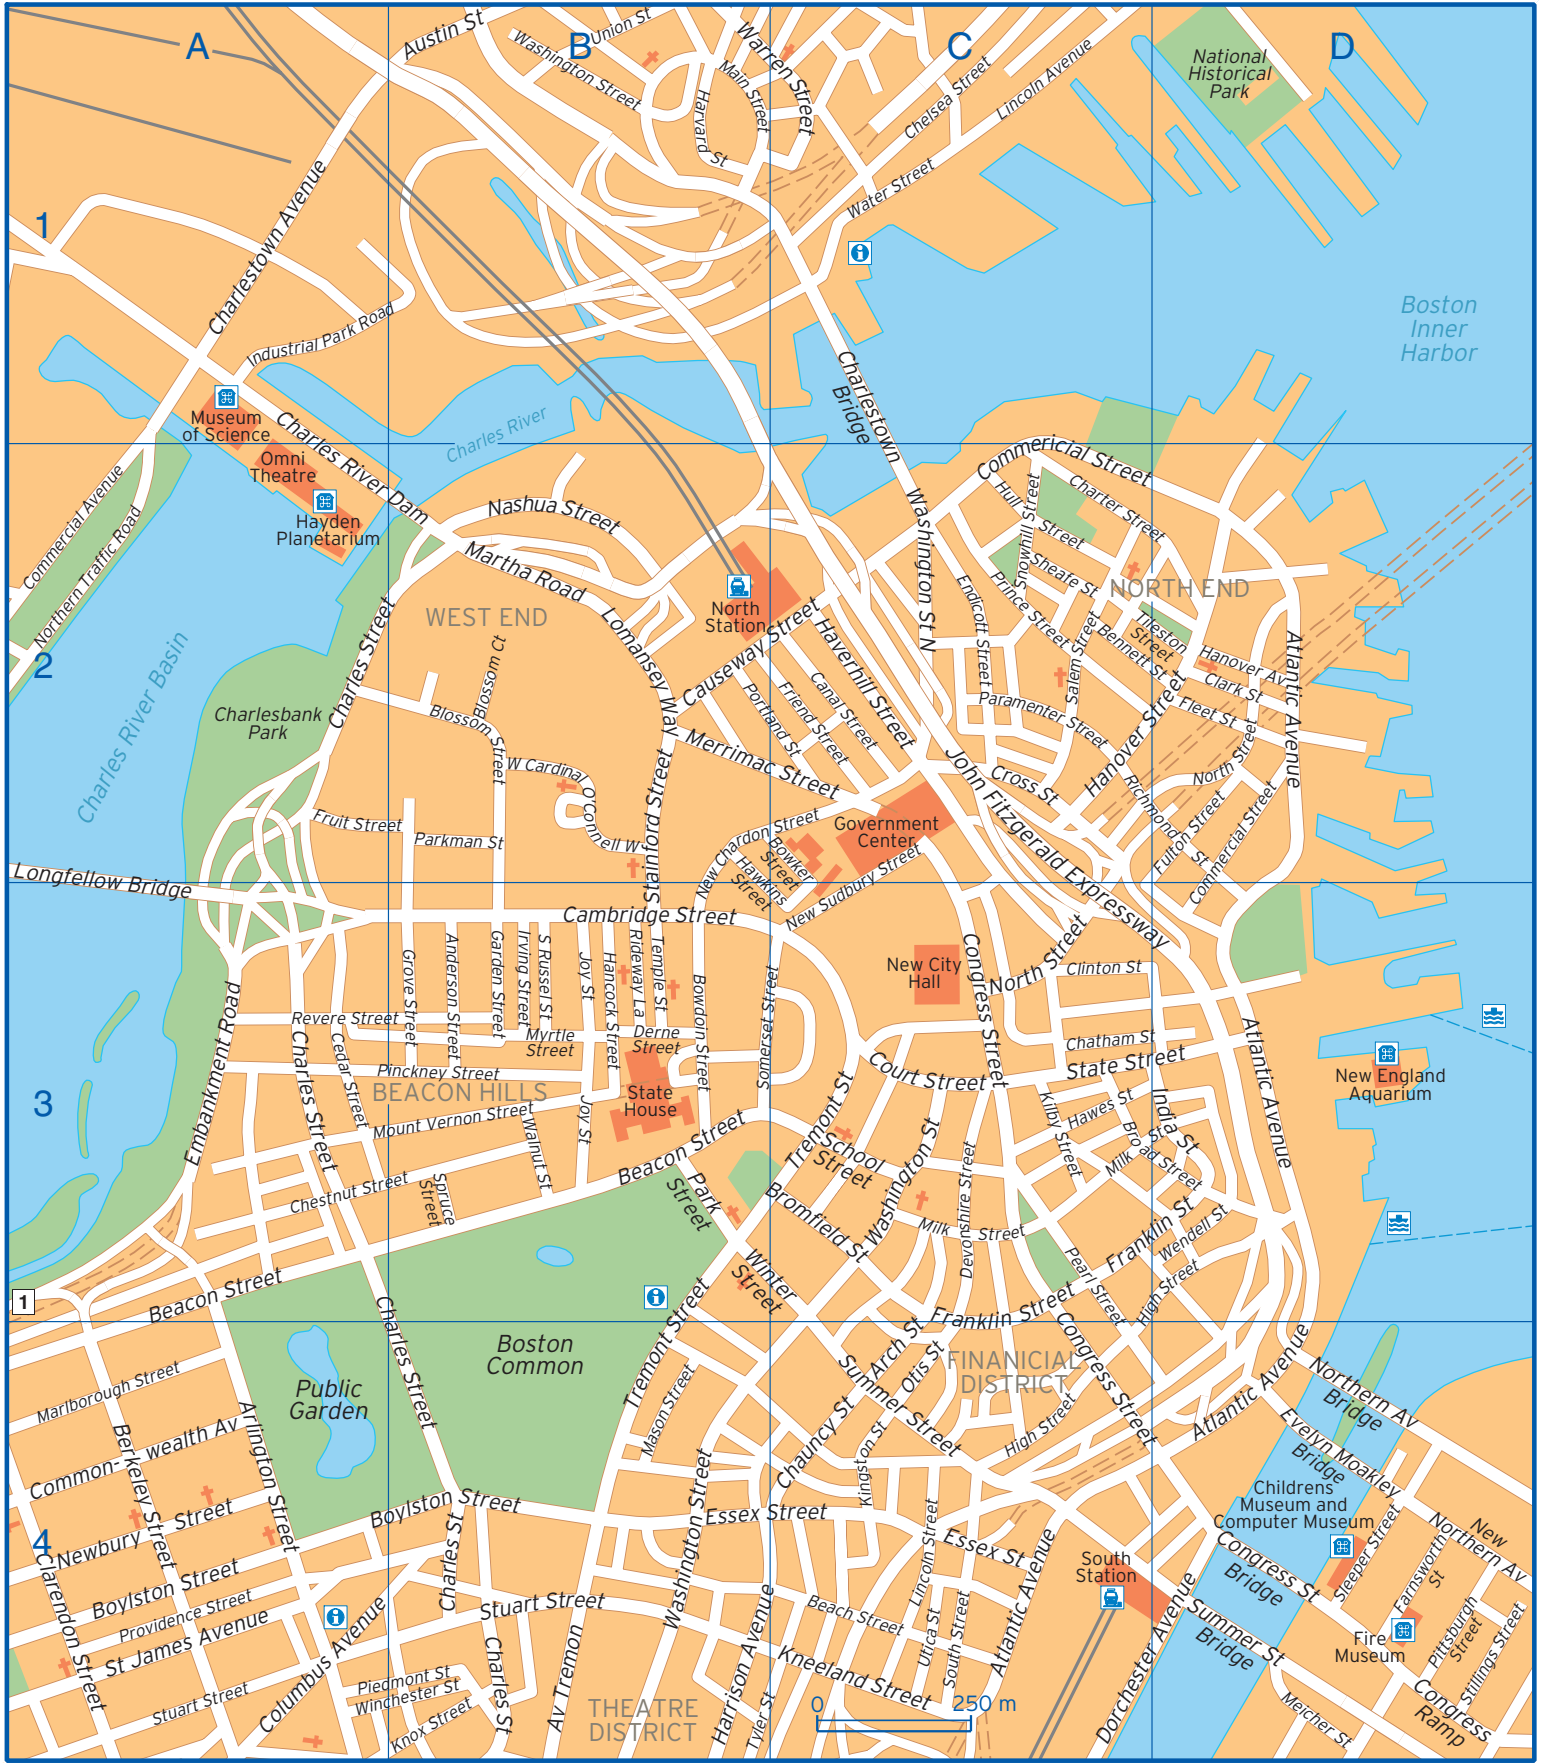 A
B
C
D
1
2
3
4
Austin St
Washington Street
Union St
Warren Street
Main Street
Harvard St
Chelsea Street
Lincoln Avenue
Water Street
National
Historical
Park
Charlestown Avenue
Industrial Park Road
Boston
Inner
Harbor
Charlestown
Bridge
Museum
of Science
Charles River Dam
Charles River
Omni
Theatre
Hayden
Planetarium
Commercial Avenue
Northern Traffic Road
Nashua Street
Martha Road
WEST END
Lomansey Way
North
Station
Causeway Street
Haverhill Street
Canal Street
Friend Street
Portland St
Merrimac Street
Washington St N
Commericial Street
Hull Street
Snowhill Street
Charter Street
Sheare St
NORTH END
Prince Street
Endicott Street
Salem Street
Bennett St
Tileston
Street
Hanover Av
Clark St
Fleet St
Atlantic Avenue
Paramenter Street
Hanover Street
Cross St
North Street
Richmond St
Fulton Street
Commercial Street
John Fitzgerald Expressway
Charles River Basin
Charlesbank
Park
Charles Street
Blossom Ct
Blossom Street
W Cardinal
O'Connell W
Stainford Street
Fruit Street
Parkman St
Government
Center
New Chardon Street
Bowker
Street
Hawkins
Street
New Sudbury Street
Longfellow Bridge
Cambridge Street
New City
Hall
Congress Street
North Street
Clinton St
Chatham St
State Street
Court Street
Atlantic Avenue
New England
Aquarium
Embankment Road
Grove Street
Anderson Street
Garden Street
Irving Street
S Russel St
Joy St
Hancock Street
Rideway La
Temple St
Bowdoin Street
Somerset Street
Revere Street
Myrtle
Street
Derne
Street
Charles Street
Cedar Street
Pinckney Street
BEACON HILLS
State
House
Mount Vernon Street
Walnut St
Joy St
Chestnut Street
Spruce
Street
Beacon Street
Park
Street
Tremont St
School
Street
Bromfield St
Washington St
Devonshire Street
Milk Street
Kilby Street
Hawes St
India St
Broad Street
Milk St
Franklin St
Wendell St
High Street
Pearl Street
Winter
Street
Franklin Street
1
Beacon Street
Charles Street
Boston
Common
Public
Garden
Tremont Street
Mason Street
Arch St
Otis St
FINANICIAL
DISTRICT
Summer Street
Chauncy St
Kingston St
High Street
Congress Street
Atlantic Avenue
Northern Av
Bridge
Evelyn Moakley
Bridge
Marlborough Street
Common-wealth Av
Berkeley Street
Arlington Street
Newbury Street
Boylston Street
Boylston Street
Providence Street
St James Avenue
Clarendon Street
Stuart Street
Columbus Avenue
Charles St
Stuart Street
Piedmont St
Winchester St
Knox Street
Charles St
Av Tremon
THEATRE
DISTRICT
Washington Street
Harrison Avenue
Tyler St
Essex Street
Essex St
Beach Street
Lincoln Street
Utica St
South Street
Kneeland Street
Atlantic Avenue
South
Station
Dorchester Avenue
Childrens
Museum and
Computer Museum
Congress St
Bridge
Summer St
Bridge
Sleeper Street
Farnsworth
St
New
Northern Av
Fire
Museum
Pittsburgh
Street
Stillings Street
Congress
Ramp
Melcher St
0
250 m